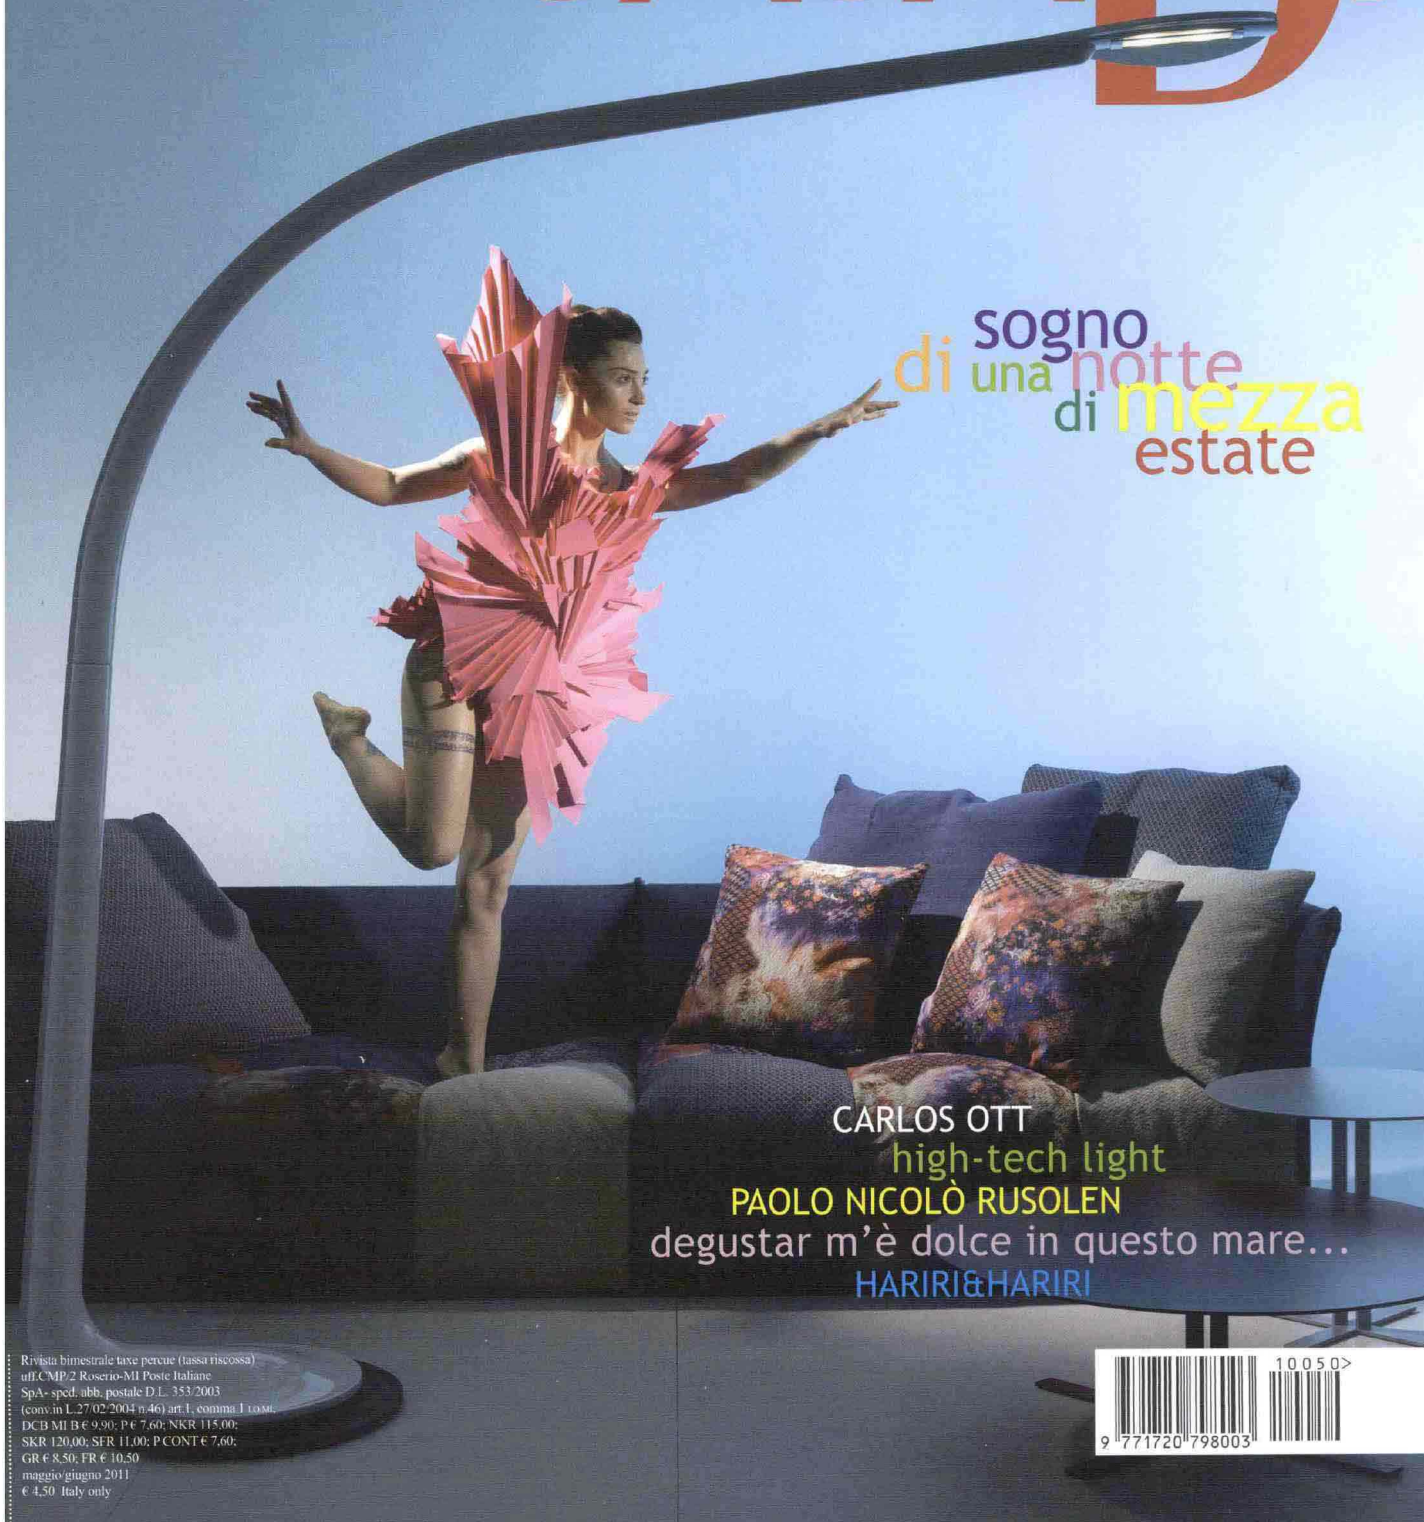 sogno
di una notte
di mezza
estate
CARLOS OTT
high-tech light
PAOLO NICOLÒ RUSOLEN
degustar m'è dolce in questo mare...
HARIRI&HARIRI
Rivista bimestrale taxe percue (tassa riscossa)
uff.CMP/2 Roserio-MI Poste Italiane
SpA- sped. abb. postale D.L. 353/2003
(conv.in L.27/02/2004 n.46) art.1, comma 1 LO/MI.
DCB MI B € 9,90; P € 7,60; NKR 115,00;
SKR 120,00; SFR 11,00; P CONT € 7,60;
GR € 8,50; FR € 10,50
maggio/giugno 2011
€ 4,50 Italy only
10050>
9 771720 798003